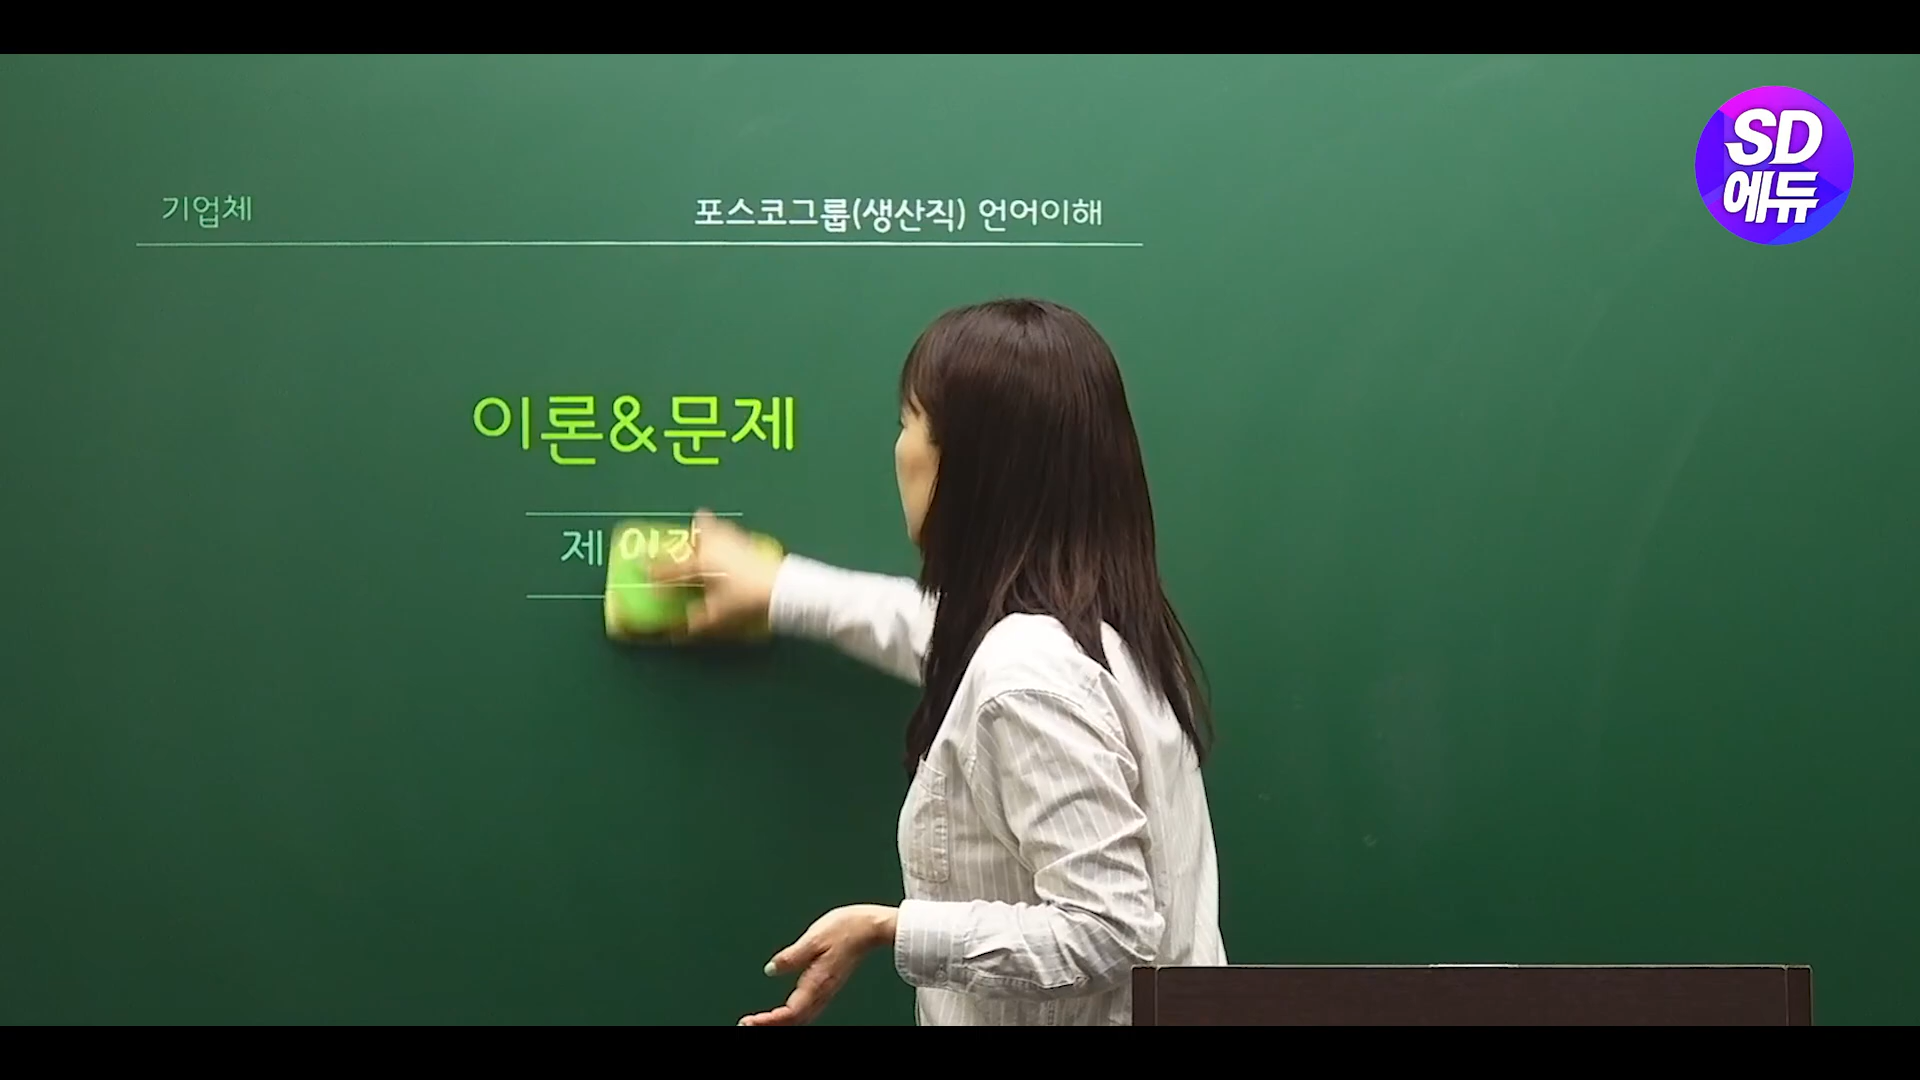 기업체
포스코그룹(생산직) 언어이해
이론&문제
제
SD
에듀